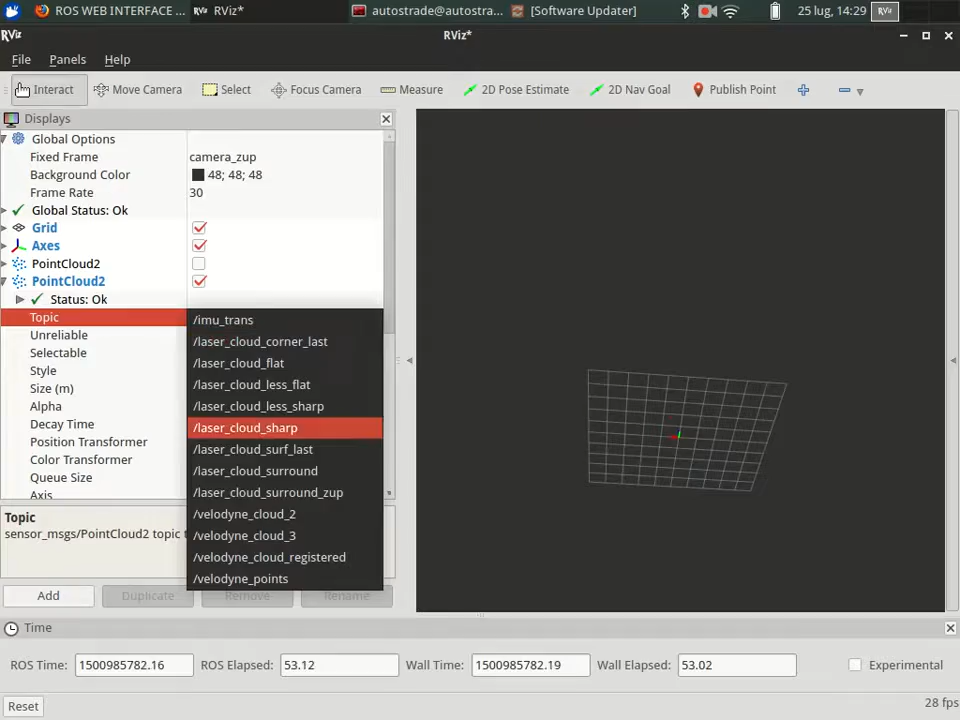 ROS WEB INTERFACE ... RViz* autostrade@autostra... [Software Updater] 25 lug, 14:29 RViz
RViz RViz*
File Panels Help
Interact Move Camera Select Focus Camera Measure 2D Pose Estimate 2D Nav Goal Publish Point
Displays
Global Options
Fixed Frame camera_zup
Background Color 48; 48; 48
Frame Rate 30
Global Status: Ok
Grid
Axes
PointCloud2
PointCloud2
Status: Ok
Topic /imu_trans
Unreliable /laser_cloud_corner_last
Selectable /laser_cloud_flat
Style /laser_cloud_less_flat
Size (m) /laser_cloud_less_sharp
Alpha /laser_cloud_sharp
Decay Time /laser_cloud_surf_last
Position Transformer /laser_cloud_surround
Color Transformer /laser_cloud_surround_zup
Queue Size /velodyne_cloud_2
Axis /velodyne_cloud_3
Topic /velodyne_cloud_registered
sensor_msgs/PointCloud2 topic t /velodyne_points
Add Duplicate Remove Rename
Time
ROS Time: 1500985782.16 ROS Elapsed: 53.12 Wall Time: 1500985782.19 Wall Elapsed: 53.02 Experimental
Reset 28 fps